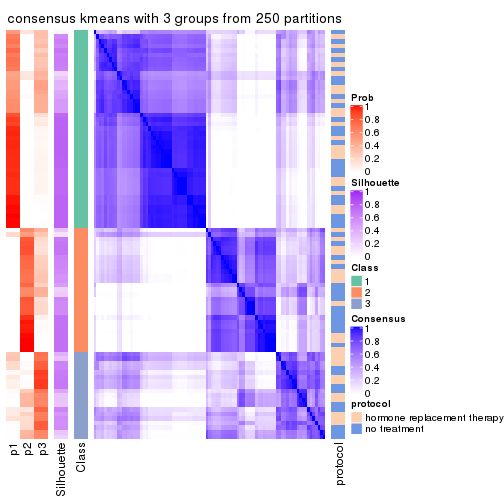 consensus kmeans with 3 groups from 250 partitions
Prob
1
0.8
0.6
0.4
0.2
0
Silhouette
1
0.8
0.6
0.4
0.2
0
Class
1
2
3
Consensus
1
0.8
0.6
0.4
0.2
0
protocol
hormone replacement therapy
no treatment
p1
p2
p3
Silhouette
Class
protocol